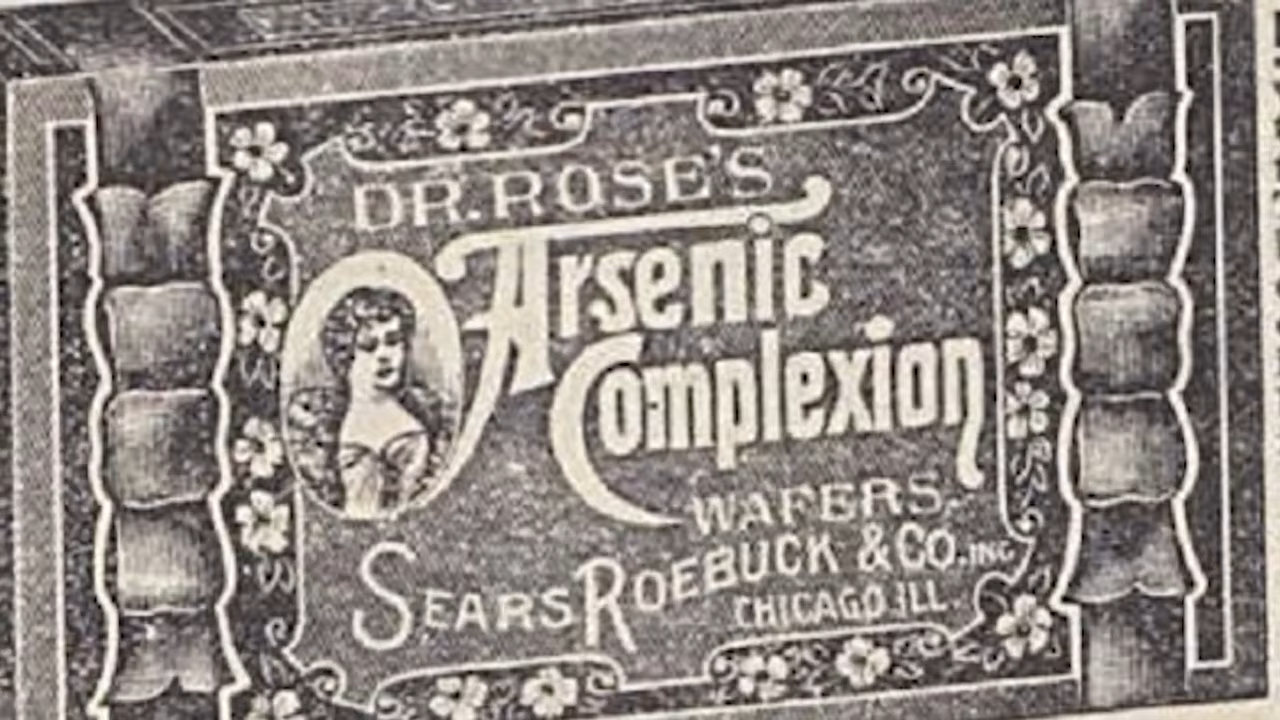 DR. ROSE'S
Arsenic
Complexion
WAFERS.
SEARS ROEBUCK & CO. INC
CHICAGO. ILL.